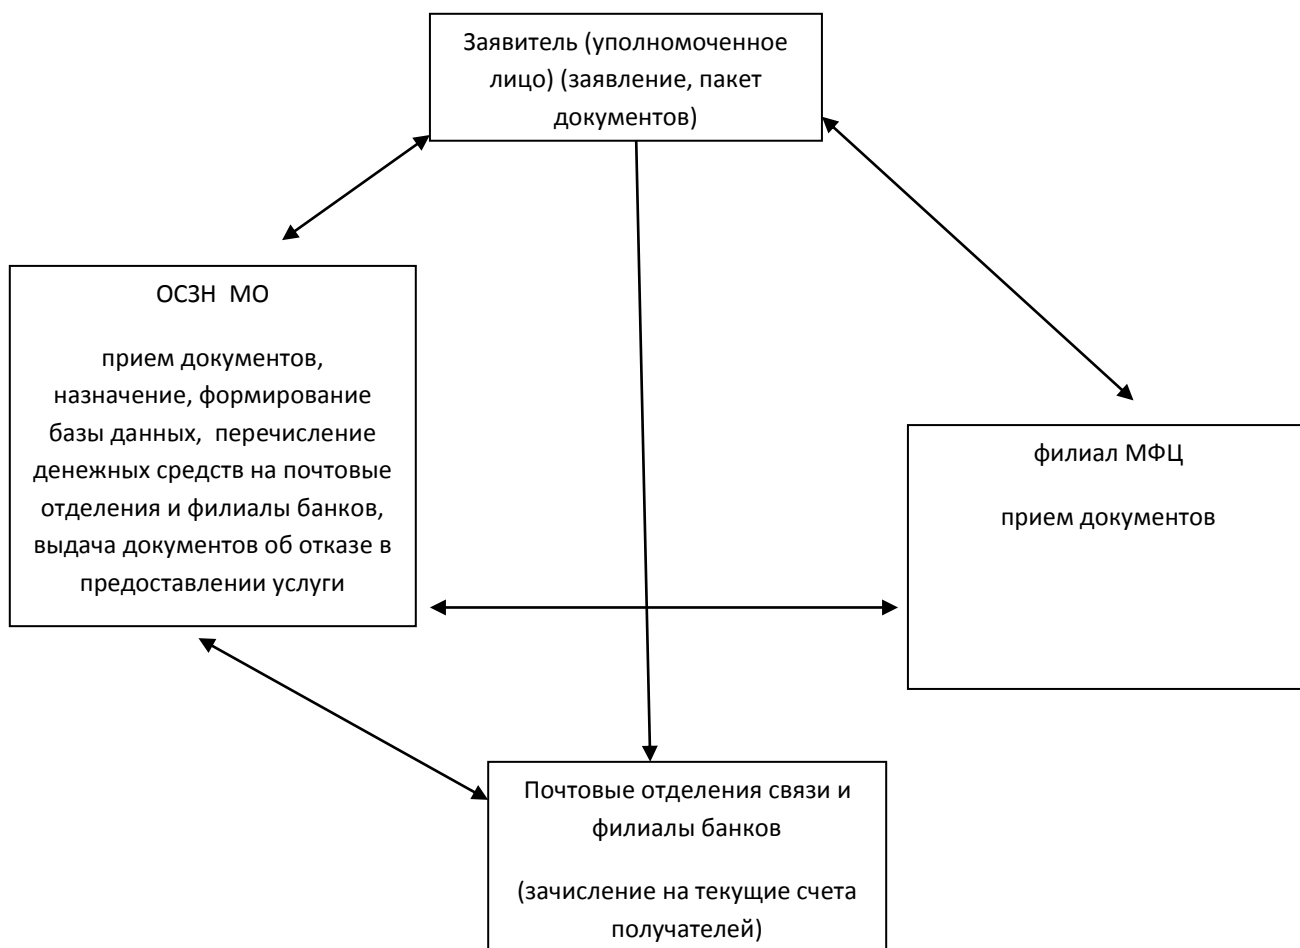 Заявитель (уполномоченное
лицо) (заявление, пакет
документов)
ОСЗН МО
прием документов,
назначение, формирование
базы данных, перечисление
денежных средств на почтовые
отделения и филиалы банков,
выдача документов об отказе в
предоставлении услуги
филиал МФЦ
прием документов
Почтовые отделения связи и
филиалы банков
(зачисление на текущие счета
получателей)